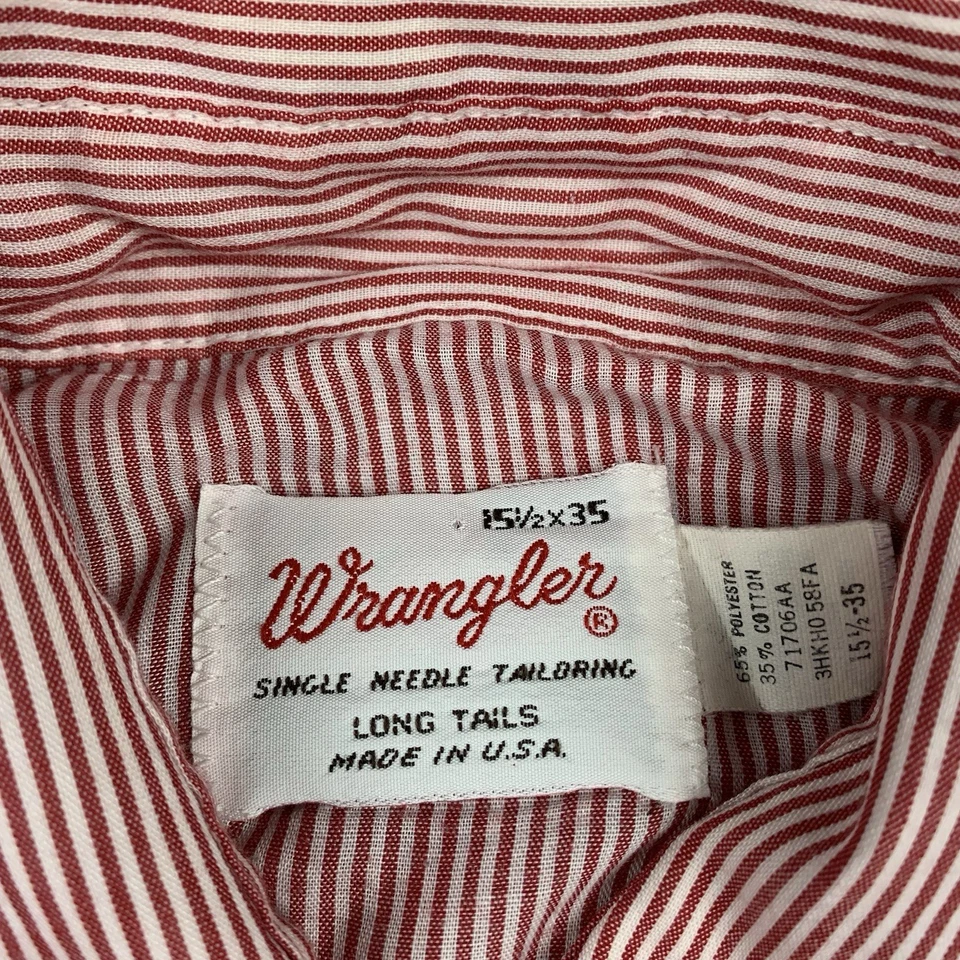 15½X35
Wrangler®
SINGLE NEEDLE TAILORING
LONG TAILS
MADE IN U.S.A.
65% POLYESTER
35% COTTON
71706AA
3HKH058FA
15½-35